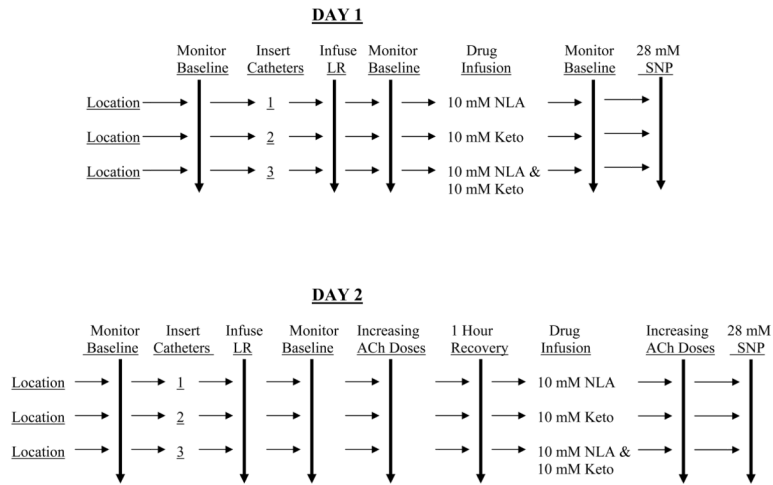 DAY 1
Monitor Insert Infuse Monitor Drug Monitor 28 mM
Baseline Catheters LR Baseline Infusion Baseline SNP
Location 1 10 mM NLA
Location 2 10 mM Keto
Location 3 10 mM NLA &
10 mM Keto
DAY 2
Monitor Insert Infuse Monitor Increasing 1 Hour Drug Increasing 28 mM
Baseline Catheters LR Baseline ACh Doses Recovery Infusion ACh Doses SNP
Location 1 10 mM NLA
Location 2 10 mM Keto
Location 3 10 mM NLA &
10 mM Keto